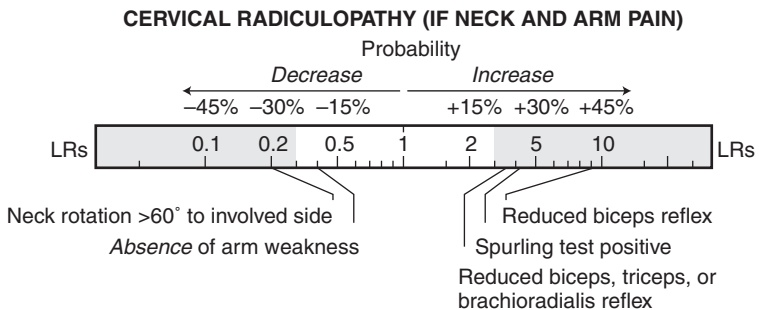 CERVICAL RADICULOPATHY (IF NECK AND ARM PAIN)
Probability
Decrease Increase
–45% –30% –15% +15% +30% +45%
LRs 0.1 0.2 0.5 1 2 5 10 LRs
Neck rotation >60˚ to involved side Reduced biceps reflex
Absence of arm weakness Spurling test positive
Reduced biceps, triceps, or
brachioradialis reflex